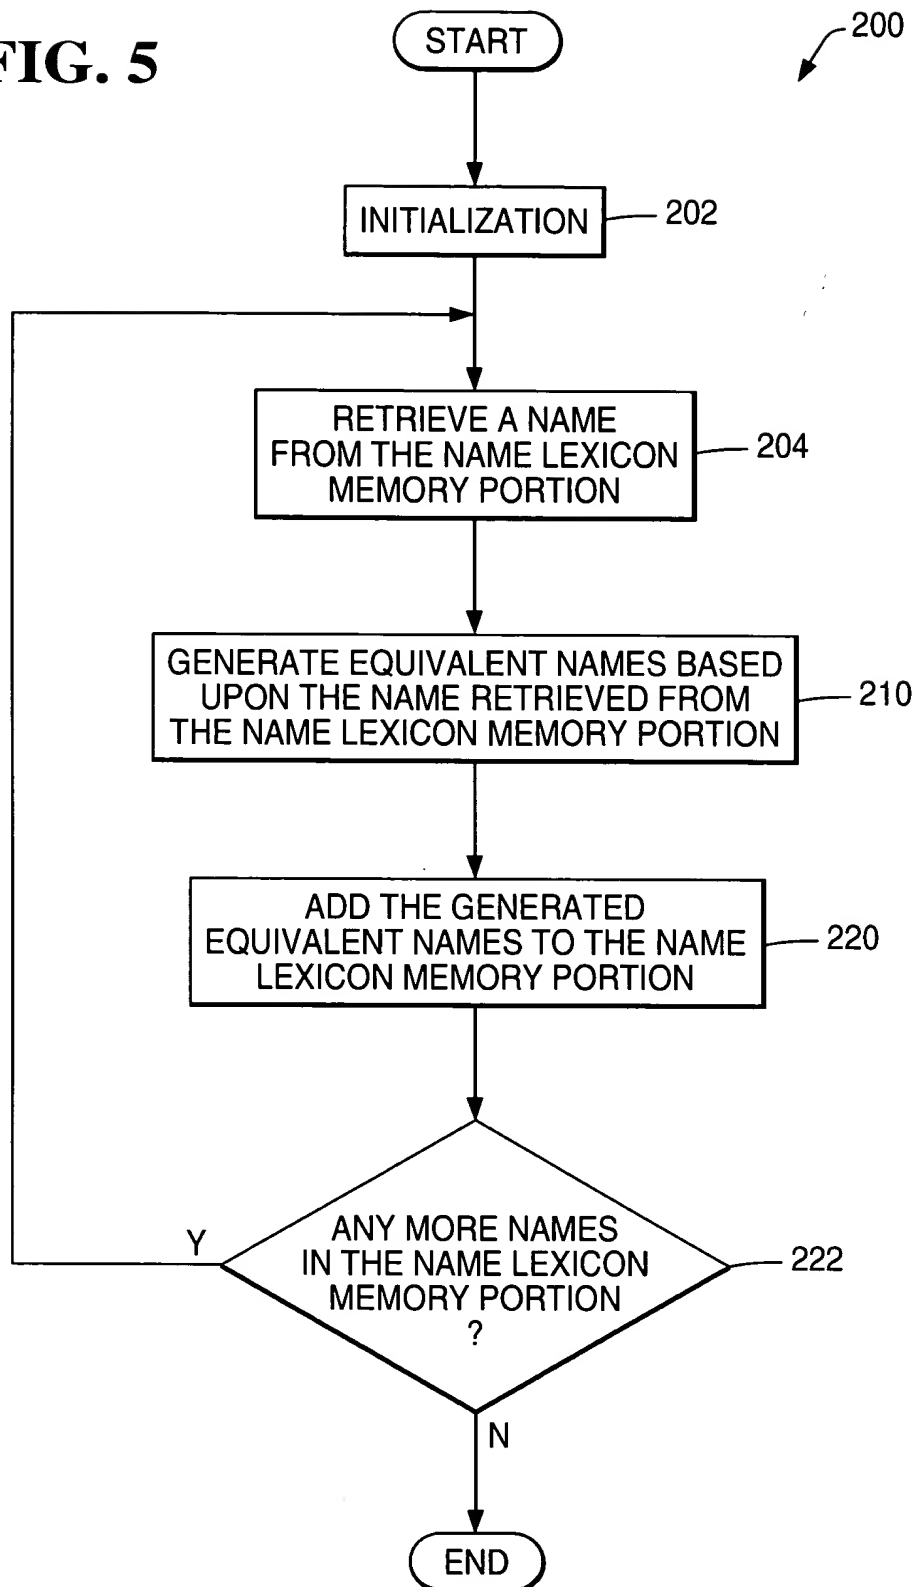 FIG. 5
START
200
INITIALIZATION
202
RETRIEVE A NAME
FROM THE NAME LEXICON
MEMORY PORTION
204
GENERATE EQUIVALENT NAMES BASED
UPON THE NAME RETRIEVED FROM
THE NAME LEXICON MEMORY PORTION
210
ADD THE GENERATED
EQUIVALENT NAMES TO THE NAME
LEXICON MEMORY PORTION
220
ANY MORE NAMES
IN THE NAME LEXICON
MEMORY PORTION
?
222
Y
N
END